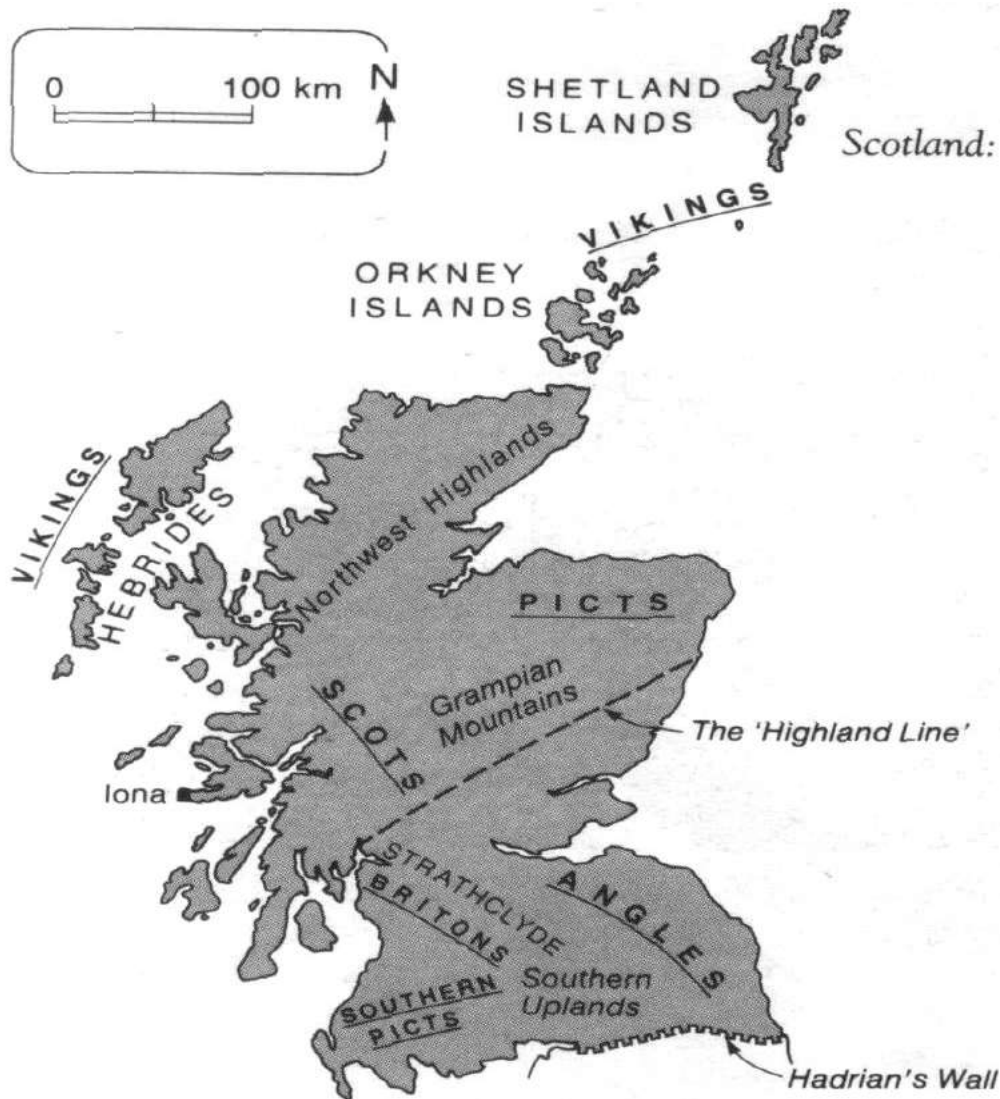 0 100 km N
SHETLAND
ISLANDS
Scotland:
VIKINGS
ORKNEY
ISLANDS
VIKINGS
HEBRIDES
Northwest Highlands
PICTS
Grampian
Mountains
SCOTS
The 'Highland Line'
Iona
STRATHCLYDE
BRITONS
ANGLES
Southern
Uplands
SOUTHERN
PICTS
Hadrian's Wall